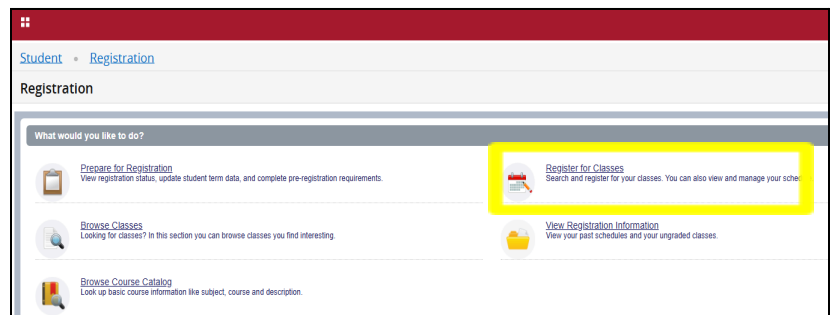 Student • Registration
Registration
What would you like to do?
Prepare for Registration
View registration status, update student term data, and complete pre-registration requirements.
Register for Classes
Search and register for your classes. You can also view and manage your sched
Browse Classes
Looking for classes? In this section you can browse classes you find interesting.
View Registration Information
View your past schedules and your ungraded classes.
Browse Course Catalog
Look up basic course information like subject, course and description.